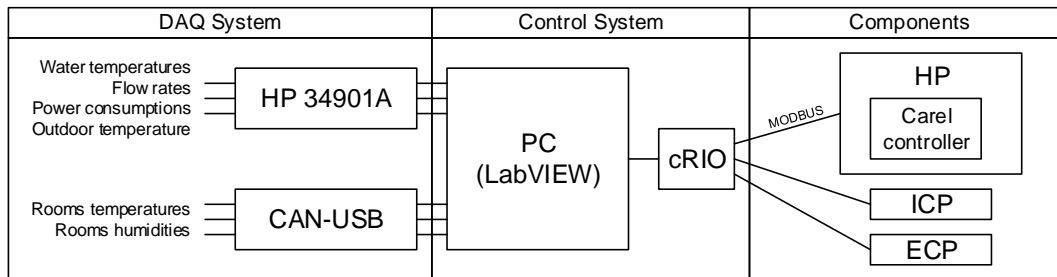 DAQ System
Control System
Components
Water temperatures
Flow rates
Power consumptions
Outdoor temperature
HP 34901A
Rooms temperatures
Rooms humidities
CAN-USB
PC
(LabVIEW)
cRIO
MODBUS
HP
Carel
controller
ICP
ECP